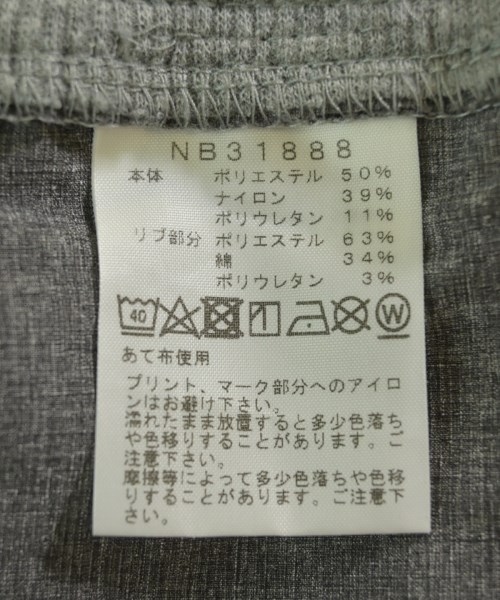 NB31888
本体 ポリエステル 50%
ナイロン 39%
ポリウレタン 11%
リブ部分 ポリエステル 63%
綿 34%
ポリウレタン 3%
40 W
あて布使用
プリント、マーク部分へのアイロ
ンはお避け下さい。
濡れたまま放置すると多少色落ち
や色移りすることがあります。ご
注意下さい。
摩擦等によって多少色落ちや色移
りすることがあります。ご注意下
さい。